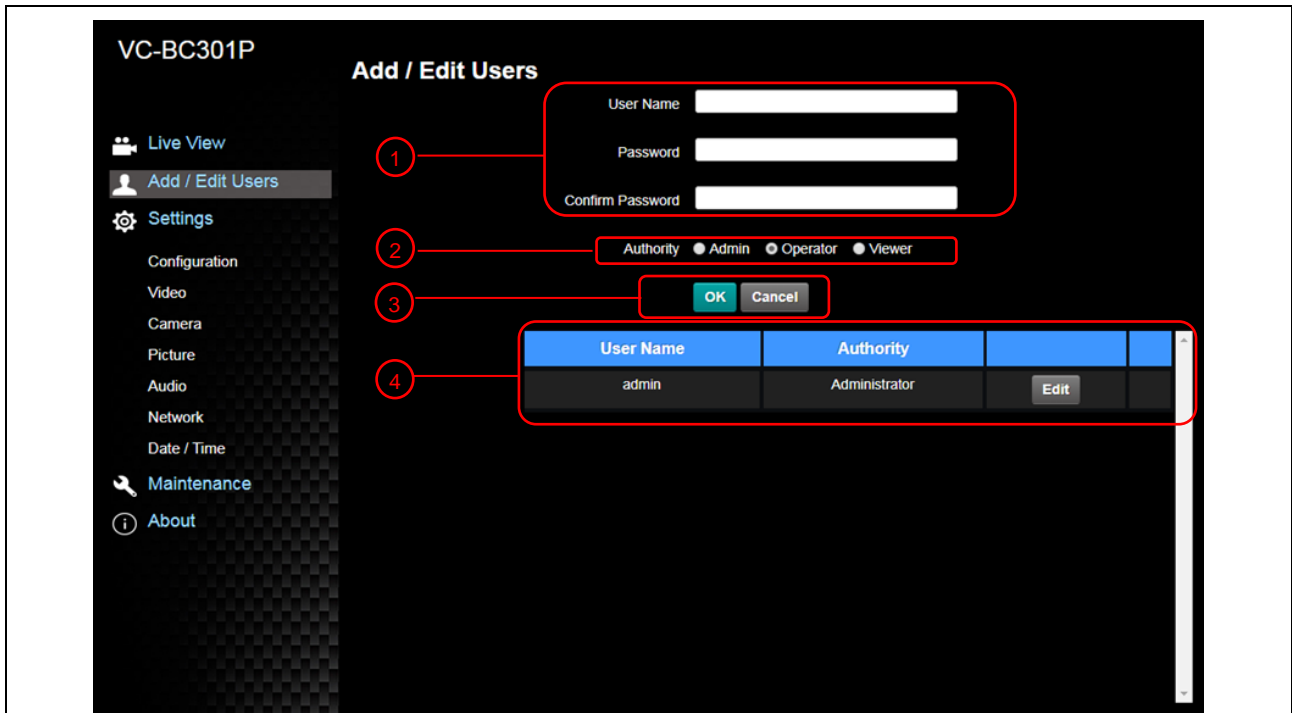 VC-BC301P
Live View
Add / Edit Users
Settings
Configuration
Video
Camera
Picture
Audio
Network
Date / Time
Maintenance
About
Add / Edit Users
1
User Name
Password
Confirm Password
2
Authority Admin Operator Viewer
3
OK Cancel
4
User Name Authority
admin Administrator Edit